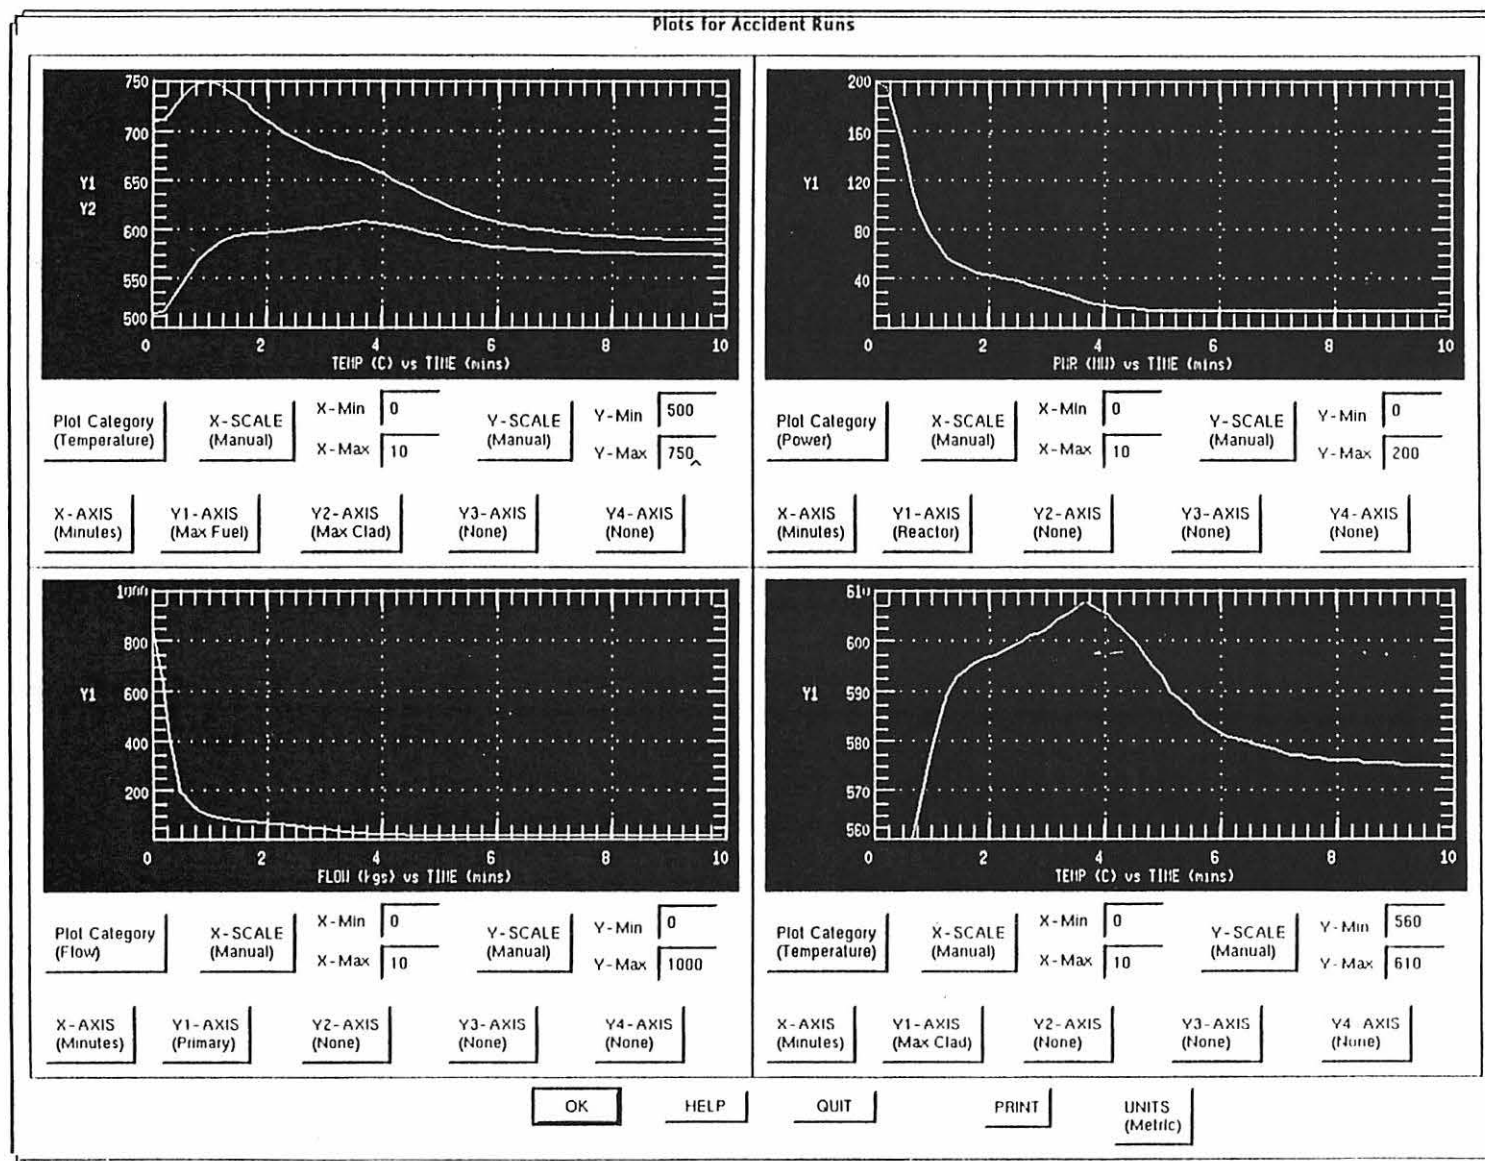 Plots for Accident Runs
750
700
650
600
550
500
Y1
Y2
0 2 4 6 8 10
TEMP (C) vs TIME (mins)
Plot Category
(Temperature)
X-SCALE
(Manual)
X-Min 0
X-Max 10
Y-SCALE
(Manual)
Y-Min 500
Y-Max 750
X-AXIS
(Minutes)
Y1-AXIS
(Max Fuel)
Y2-AXIS
(Max Clad)
Y3-AXIS
(None)
Y4-AXIS
(None)
200
160
120
80
40
Y1
0 2 4 6 8 10
PWR (MW) vs TIME (mins)
Plot Category
(Power)
X-SCALE
(Manual)
X-Min 0
X-Max 10
Y-SCALE
(Manual)
Y-Min 0
Y-Max 200
X-AXIS
(Minutes)
Y1-AXIS
(Reactor)
Y2-AXIS
(None)
Y3-AXIS
(None)
Y4-AXIS
(None)
1000
800
600
400
200
Y1
0 2 4 6 8 10
FLOW (kgs) vs TIME (mins)
Plot Category
(Flow)
X-SCALE
(Manual)
X-Min 0
X-Max 10
Y-SCALE
(Manual)
Y-Min 0
Y-Max 1000
X-AXIS
(Minutes)
Y1-AXIS
(Primary)
Y2-AXIS
(None)
Y3-AXIS
(None)
Y4-AXIS
(None)
610
600
590
580
570
560
Y1
0 2 4 6 8 10
TEMP (C) vs TIME (mins)
Plot Category
(Temperature)
X-SCALE
(Manual)
X-Min 0
X-Max 10
Y-SCALE
(Manual)
Y-Min 560
Y-Max 610
X-AXIS
(Minutes)
Y1-AXIS
(Max Clad)
Y2-AXIS
(None)
Y3-AXIS
(None)
Y4-AXIS
(None)
OK
HELP
QUIT
PRINT
UNITS
(Metric)